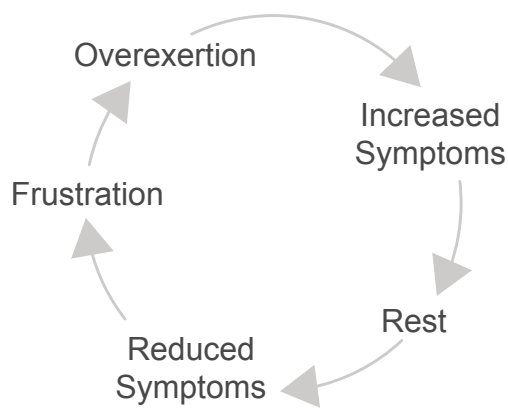 Overexertion
Increased
Symptoms
Rest
Reduced
Symptoms
Frustration